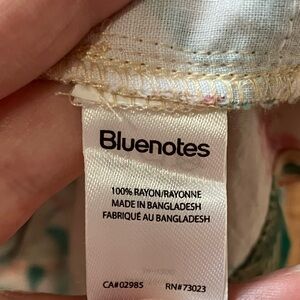 Bluenotes
100% RAYON/RAYONNE
MADE IN BANGLADESH
FABRIQUÉ AU BANGLADESH
CA#02985 RN#73023